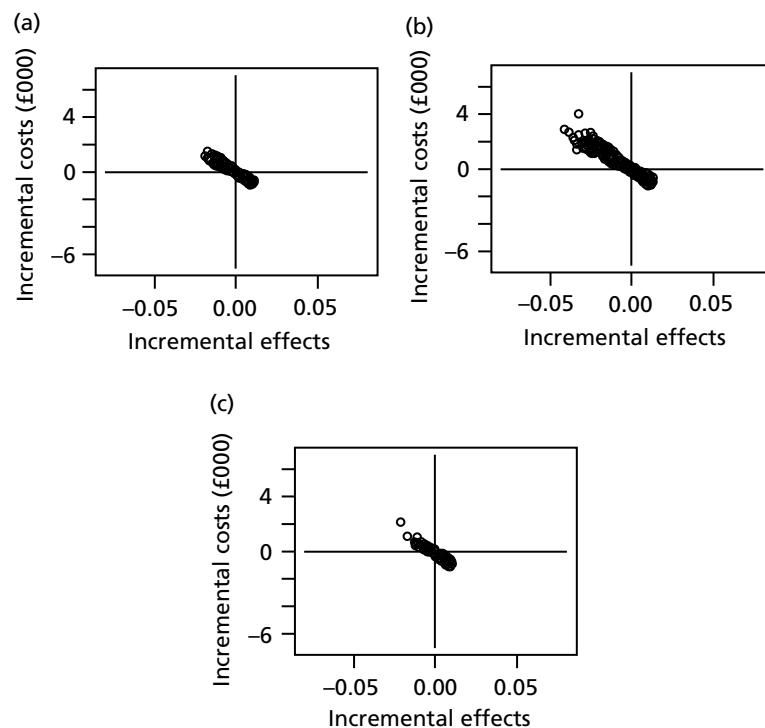 (a)
Incremental costs (£000)
4
0
−6
−0.05
0.00
0.05
Incremental effects
(b)
Incremental costs (£000)
4
0
−6
−0.05
0.00
0.05
Incremental effects
(c)
Incremental costs (£000)
4
0
−6
−0.05
0.00
0.05
Incremental effects